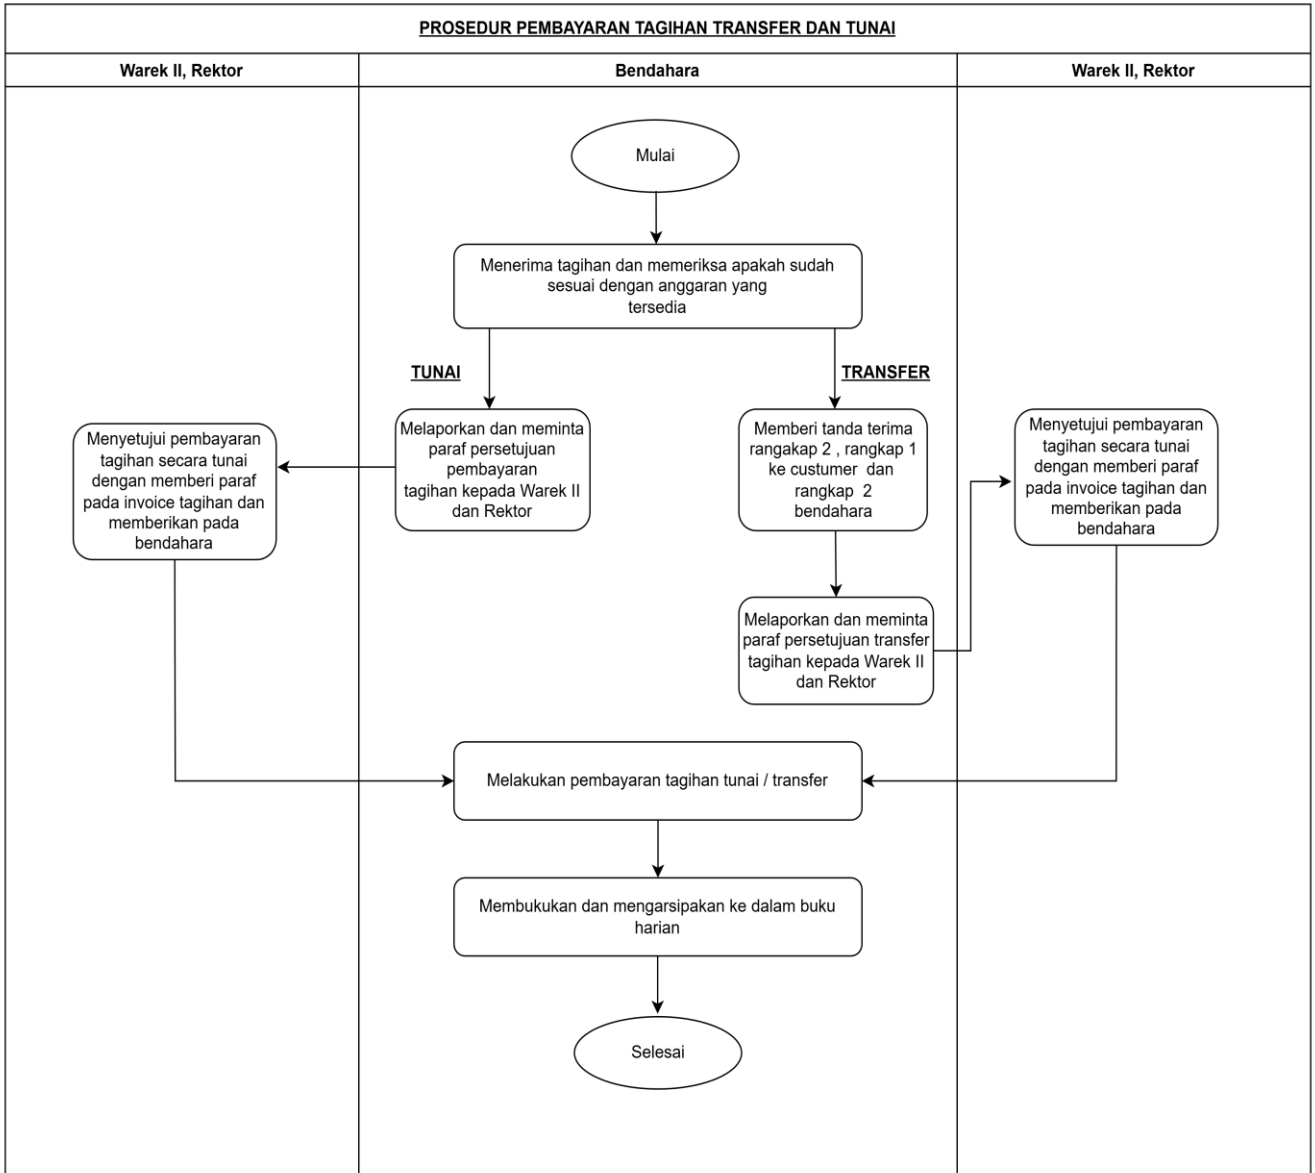 PROSEDUR PEMBAYARAN TAGIHAN TRANSFER DAN TUNAI
Warek II, Rektor
Bendahara
Warek II, Rektor
Mulai
Menerima tagihan dan memeriksa apakah sudah
sesuai dengan anggaran yang
tersedia
TUNAI
TRANSFER
Menyetujui pembayaran
tagihan secara tunai
dengan memberi paraf
pada invoice tagihan dan
memberikan pada
bendahara
Melaporkan dan meminta
paraf persetujuan
pembayaran
tagihan kepada Warek II
dan Rektor
Memberi tanda terima
rangakap 2 , rangkap 1
ke custumer dan
rangkap 2
bendahara
Menyetujui pembayaran
tagihan secara tunai
dengan memberi paraf
pada invoice tagihan dan
memberikan pada
bendahara
Melaporkan dan meminta
paraf persetujuan transfer
tagihan kepada Warek II
dan Rektor
Melakukan pembayaran tagihan tunai / transfer
Membukukan dan mengarsipakan ke dalam buku
harian
Selesai